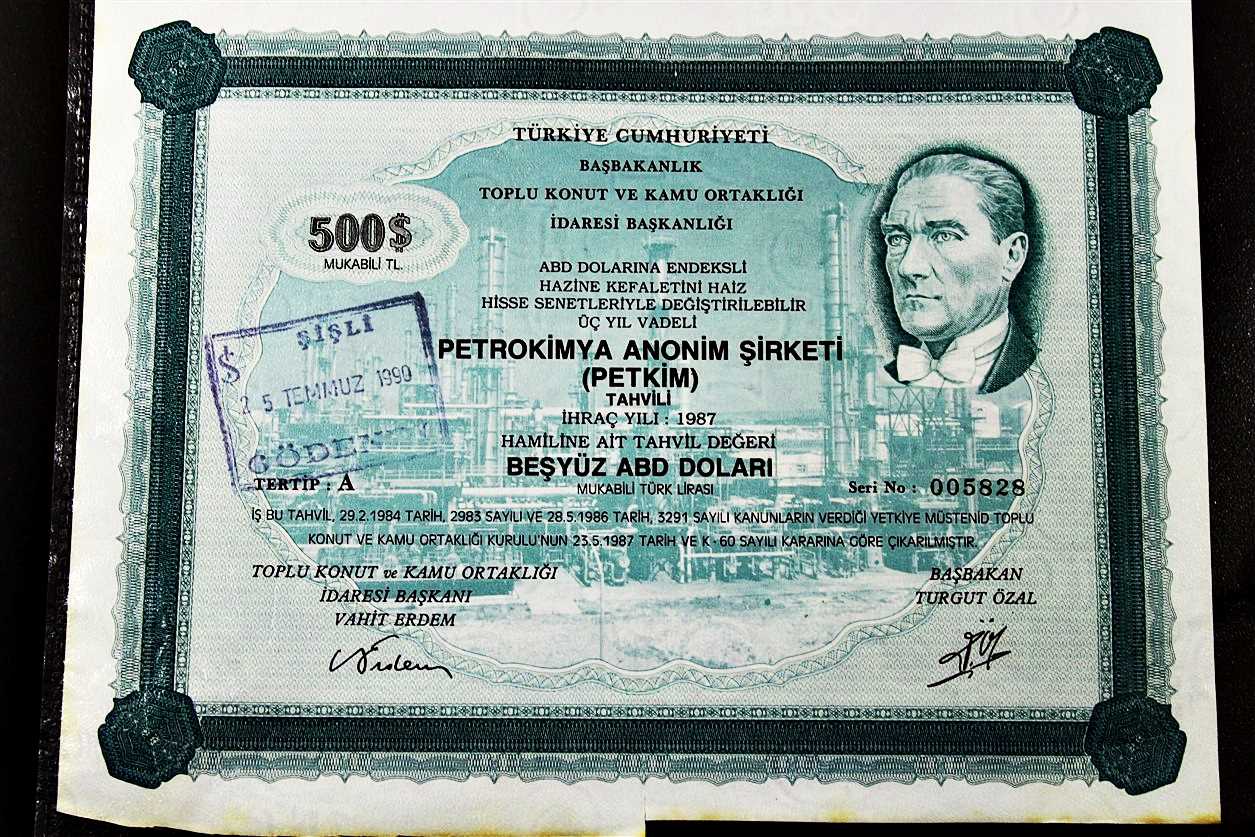 TÜRKİYE CUMHURİYETİ
BAŞBAKANLIK
TOPLU KONUT VE KAMU ORTAKLIĞI
İDARESİ BAŞKANLIĞI
500$
MUKABİLİ TL.
ABD DOLARINA ENDEKSLİ
HAZİNE KEFALETİNİ HAİZ
HİSSE SENETLERİYLE DEĞİŞTİRİLEBİLİR
ÜÇ YIL VADELİ
PETROKİMYA ANONİM ŞİRKETİ
(PETKİM)
TAHVİLİ
İHRAÇ YILI : 1987
HAMİLİNE AİT TAHVİL DEĞERİ
BEŞYÜZ ABD DOLARI
MUKABİLİ TÜRK LİRASI
ŞİŞLİ
$
25 TEMMUZ 1990
TERTİP : A
Seri No : 005828
İŞ BU TAHVİL, 29.2.1984 TARİH, 2983 SAYILI VE 28.5.1986 TARİH, 3291 SAYILI KANUNLARIN VERDİĞİ YETKİYE MÜSTENİD TOPLU
KONUT VE KAMU ORTAKLIĞI KURULU'NUN 23.5.1987 TARİH VE K-60 SAYILI KARARINA GÖRE ÇIKARILMIŞTIR.
TOPLU KONUT ve KAMU ORTAKLIĞI
İDARESİ BAŞKANI
VAHİT ERDEM
BAŞBAKAN
TURGUT ÖZAL